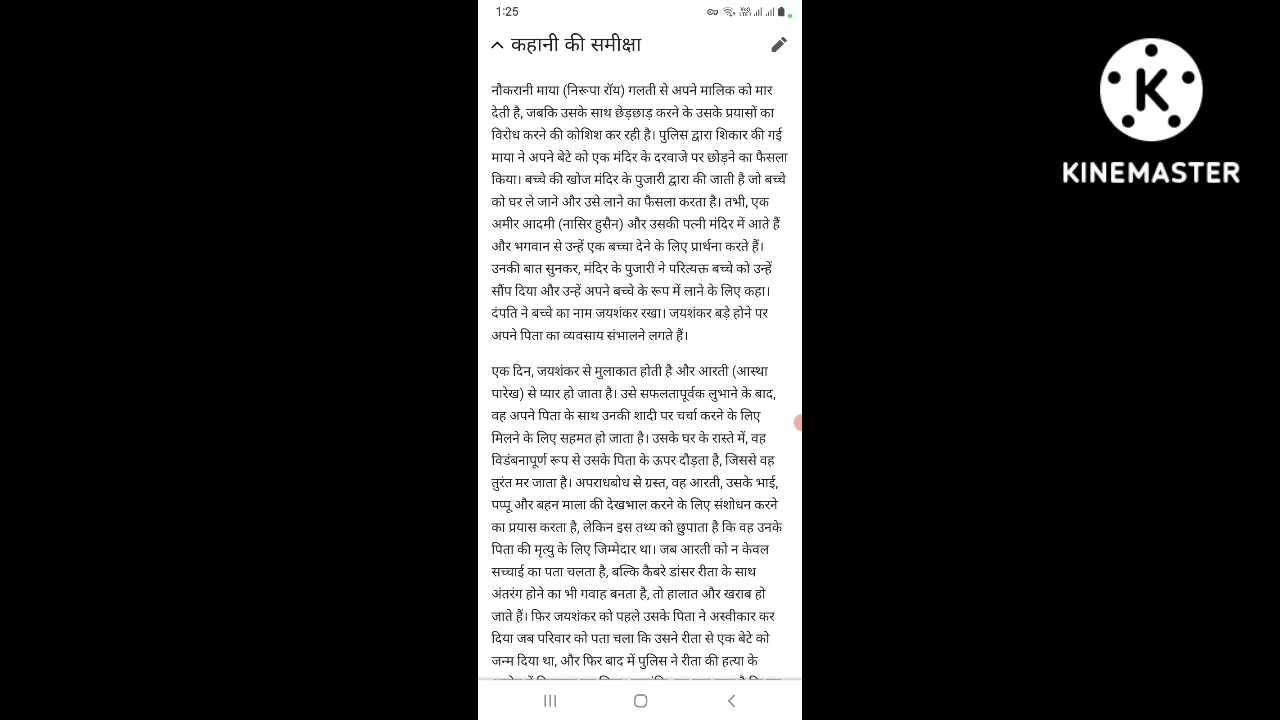 1:25
कहानी की समीक्षा
नौकरानी माया (निरूपा रॉय) गलती से अपने मालिक को मार
देती है, जबकि उसके साथ छेड़छाड़ करने के उसके प्रयासों का
विरोध करने की कोशिश कर रही है। पुलिस द्वारा शिकार की गई
माया ने अपने बेटे को एक मंदिर के दरवाजे पर छोड़ने का फैसला
किया। बच्चे की खोज मंदिर के पुजारी द्वारा की जाती है जो बच्चे
को घर ले जाने और उसे लाने का फैसला करता है। तभी, एक
अमीर आदमी (नासिर हुसैन) और उसकी पत्नी मंदिर में आते हैं
और भगवान से उन्हें एक बच्चा देने के लिए प्रार्थना करते हैं।
उनकी बात सुनकर, मंदिर के पुजारी ने परित्यक्त बच्चे को उन्हें
सौंप दिया और उन्हें अपने बच्चे के रूप में लाने के लिए कहा।
दंपति ने बच्चे का नाम जयशंकर रखा। जयशंकर बड़े होने पर
अपने पिता का व्यवसाय संभालने लगते हैं।
एक दिन, जयशंकर से मुलाकात होती है और आरती (आस्था
पारेख) से प्यार हो जाता है। उसे सफलतापूर्वक लुभाने के बाद,
वह अपने पिता के साथ उनकी शादी पर चर्चा करने के लिए
मिलने के लिए सहमत हो जाता है। उसके घर के रास्ते में, वह
विडंबनापूर्ण रूप से उसके पिता के ऊपर दौड़ता है, जिससे वह
तुरंत मर जाता है। अपराधबोध से ग्रस्त, वह आरती, उसके भाई,
पप्पू और बहन माला की देखभाल करने के लिए संशोधन करने
का प्रयास करता है, लेकिन इस तथ्य को छुपाता है कि वह उनके
पिता की मृत्यु के लिए जिम्मेदार था। जब आरती को न केवल
सच्चाई का पता चलता है, बल्कि कैबरे डांसर रीता के साथ
अंतरंग होने का भी गवाह बनता है, तो हालात और खराब हो
जाते हैं। फिर जयशंकर को पहले उसके पिता ने अस्वीकार कर
दिया जब परिवार को पता चला कि उसने रीता से एक बेटे को
जन्म दिया था, और फिर बाद में पुलिस ने रीता की हत्या के
K
KINEMASTER